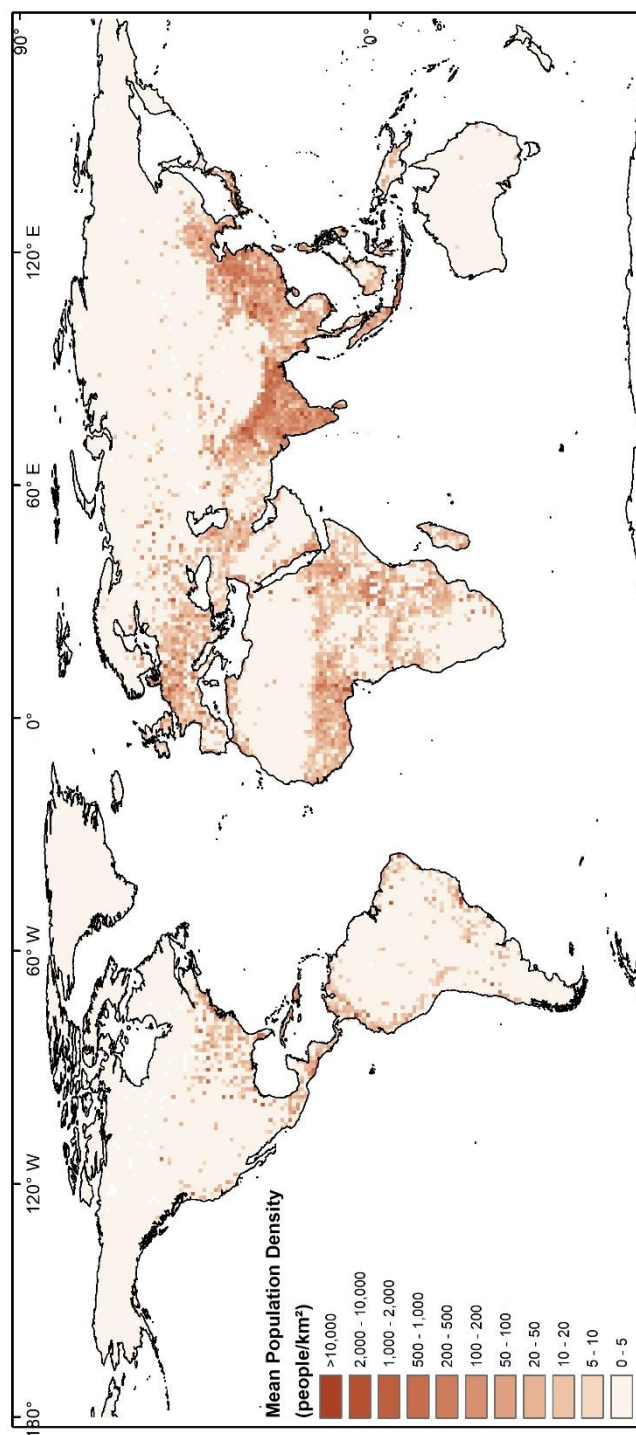 90°
0°
180°
120° W
60° W
0°
60° E
120° E
Mean Population Density
(people/km²)
>10,000
2,000 - 10,000
1,000 - 2,000
500 - 1,000
200 - 500
100 - 200
50 - 100
20 - 50
10 - 20
5 - 10
0 - 5